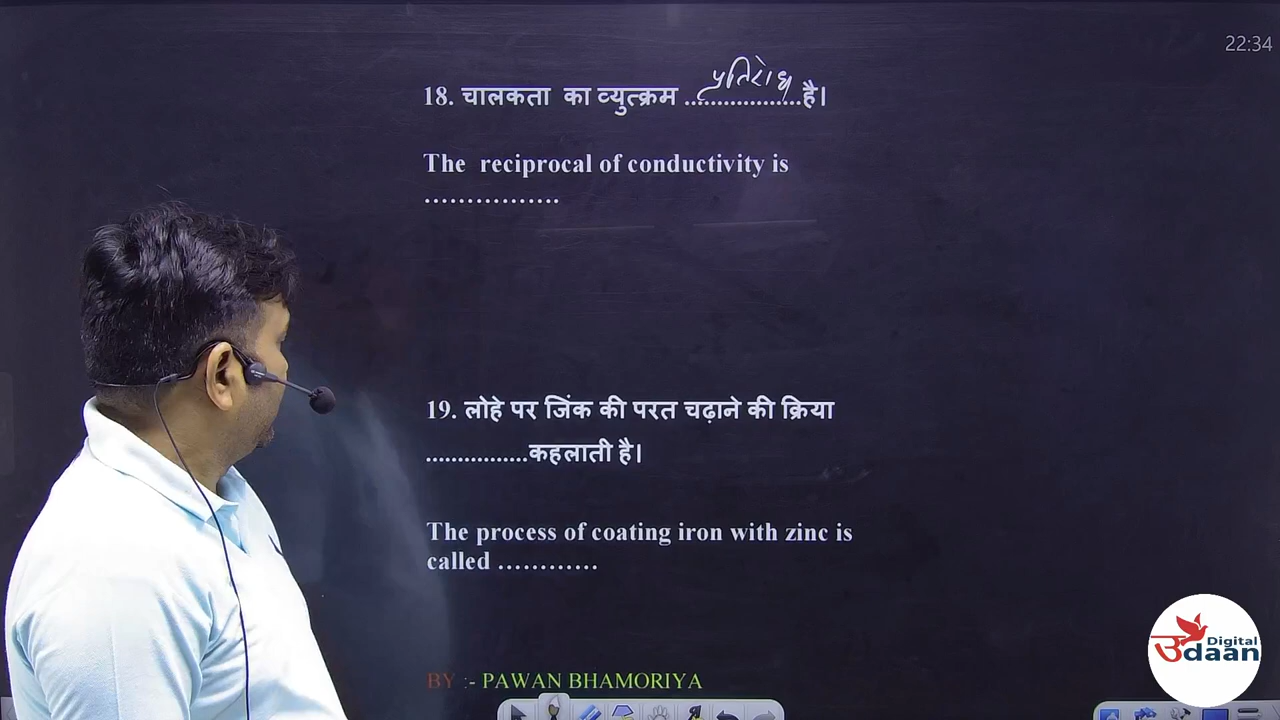 22:34
प्रतिरोध
18. चालकता का व्युत्क्रम ..................है।
The reciprocal of conductivity is
................
19. लोहे पर जिंक की परत चढ़ाने की क्रिया
................कहलाती है।
The process of coating iron with zinc is
called ............
BY :- PAWAN BHAMORIYA
Digital
उdaan